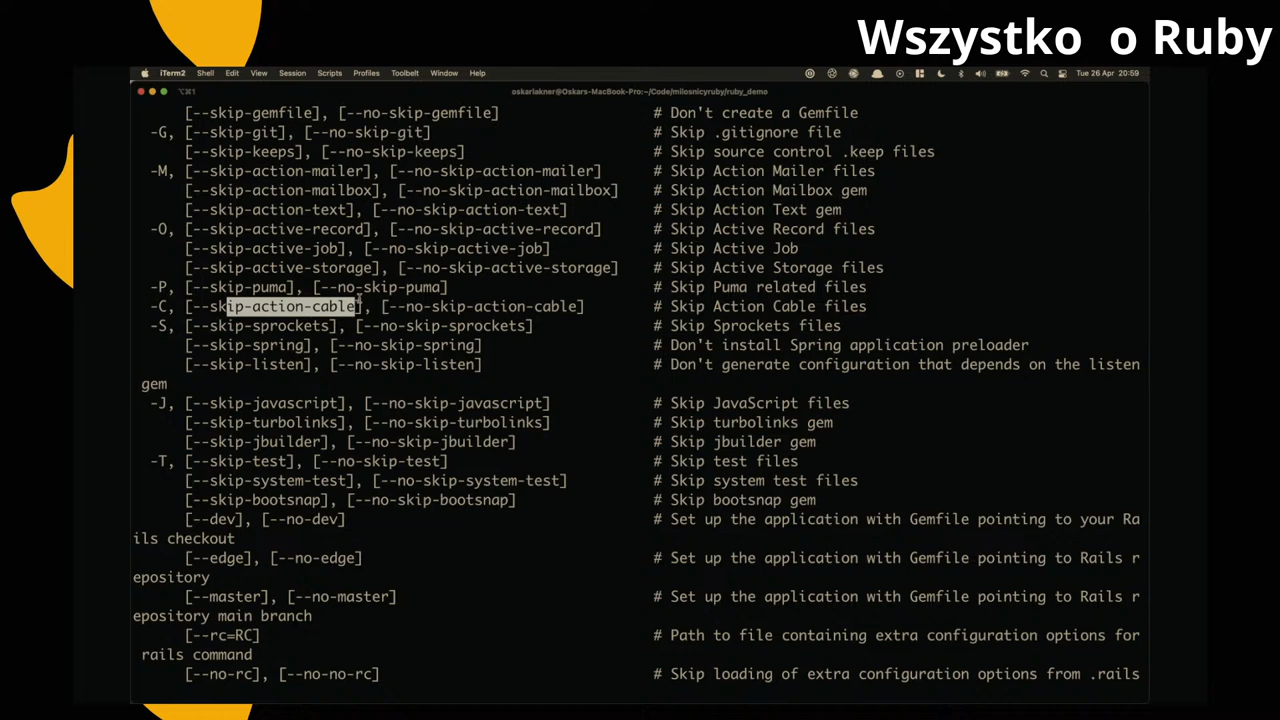 Wszystko o Ruby
iTerm2 Shell Edit View Session Scripts Profiles Toolbelt Window Help Tue 26 Apr 20:59
⌥⌘1 oskarlakner@Oskars-MacBook-Pro:~/Code/milosnicyruby/ruby_demo
[--skip-gemfile], [--no-skip-gemfile] # Don't create a Gemfile
-G, [--skip-git], [--no-skip-git] # Skip .gitignore file
[--skip-keeps], [--no-skip-keeps] # Skip source control .keep files
-M, [--skip-action-mailer], [--no-skip-action-mailer] # Skip Action Mailer files
[--skip-action-mailbox], [--no-skip-action-mailbox] # Skip Action Mailbox gem
[--skip-action-text], [--no-skip-action-text] # Skip Action Text gem
-O, [--skip-active-record], [--no-skip-active-record] # Skip Active Record files
[--skip-active-job], [--no-skip-active-job] # Skip Active Job
[--skip-active-storage], [--no-skip-active-storage] # Skip Active Storage files
-P, [--skip-puma], [--no-skip-puma] # Skip Puma related files
-C, [--skip-action-cable], [--no-skip-action-cable] # Skip Action Cable files
-S, [--skip-sprockets], [--no-skip-sprockets] # Skip Sprockets files
[--skip-spring], [--no-skip-spring] # Don't install Spring application preloader
[--skip-listen], [--no-skip-listen] # Don't generate configuration that depends on the listen
gem
-J, [--skip-javascript], [--no-skip-javascript] # Skip JavaScript files
[--skip-turbolinks], [--no-skip-turbolinks] # Skip turbolinks gem
[--skip-jbuilder], [--no-skip-jbuilder] # Skip jbuilder gem
-T, [--skip-test], [--no-skip-test] # Skip test files
[--skip-system-test], [--no-skip-system-test] # Skip system test files
[--skip-bootsnap], [--no-skip-bootsnap] # Skip bootsnap gem
[--dev], [--no-dev] # Set up the application with Gemfile pointing to your Ra
ils checkout
[--edge], [--no-edge] # Set up the application with Gemfile pointing to Rails r
epository
[--master], [--no-master] # Set up the application with Gemfile pointing to Rails r
epository main branch
[--rc=RC] # Path to file containing extra configuration options for
rails command
[--no-rc], [--no-no-rc] # Skip loading of extra configuration options from .rails